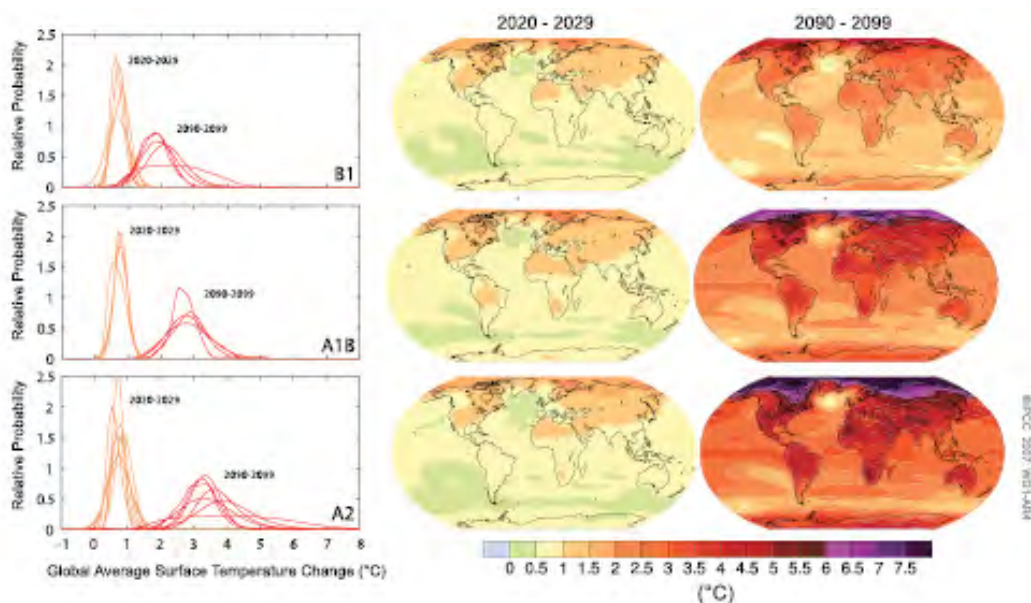 2020 - 2029
2090 - 2099
Relative Probability
2.5
2
1.5
1
0.5
0
2020-2029
2090-2099
B1
Relative Probability
2.5
2
1.5
1
0.5
0
2020-2029
2090-2099
A1B
Relative Probability
2.5
2
1.5
1
0.5
0
2020-2029
2090-2099
A2
-1 0 1 2 3 4 5 6 7 8
Global Average Surface Temperature Change (°C)
0 0.5 1 1.5 2 2.5 3 3.5 4 4.5 5 5.5 6 6.5 7 7.5
(°C)
©IPCC 2007 WG1-AR4